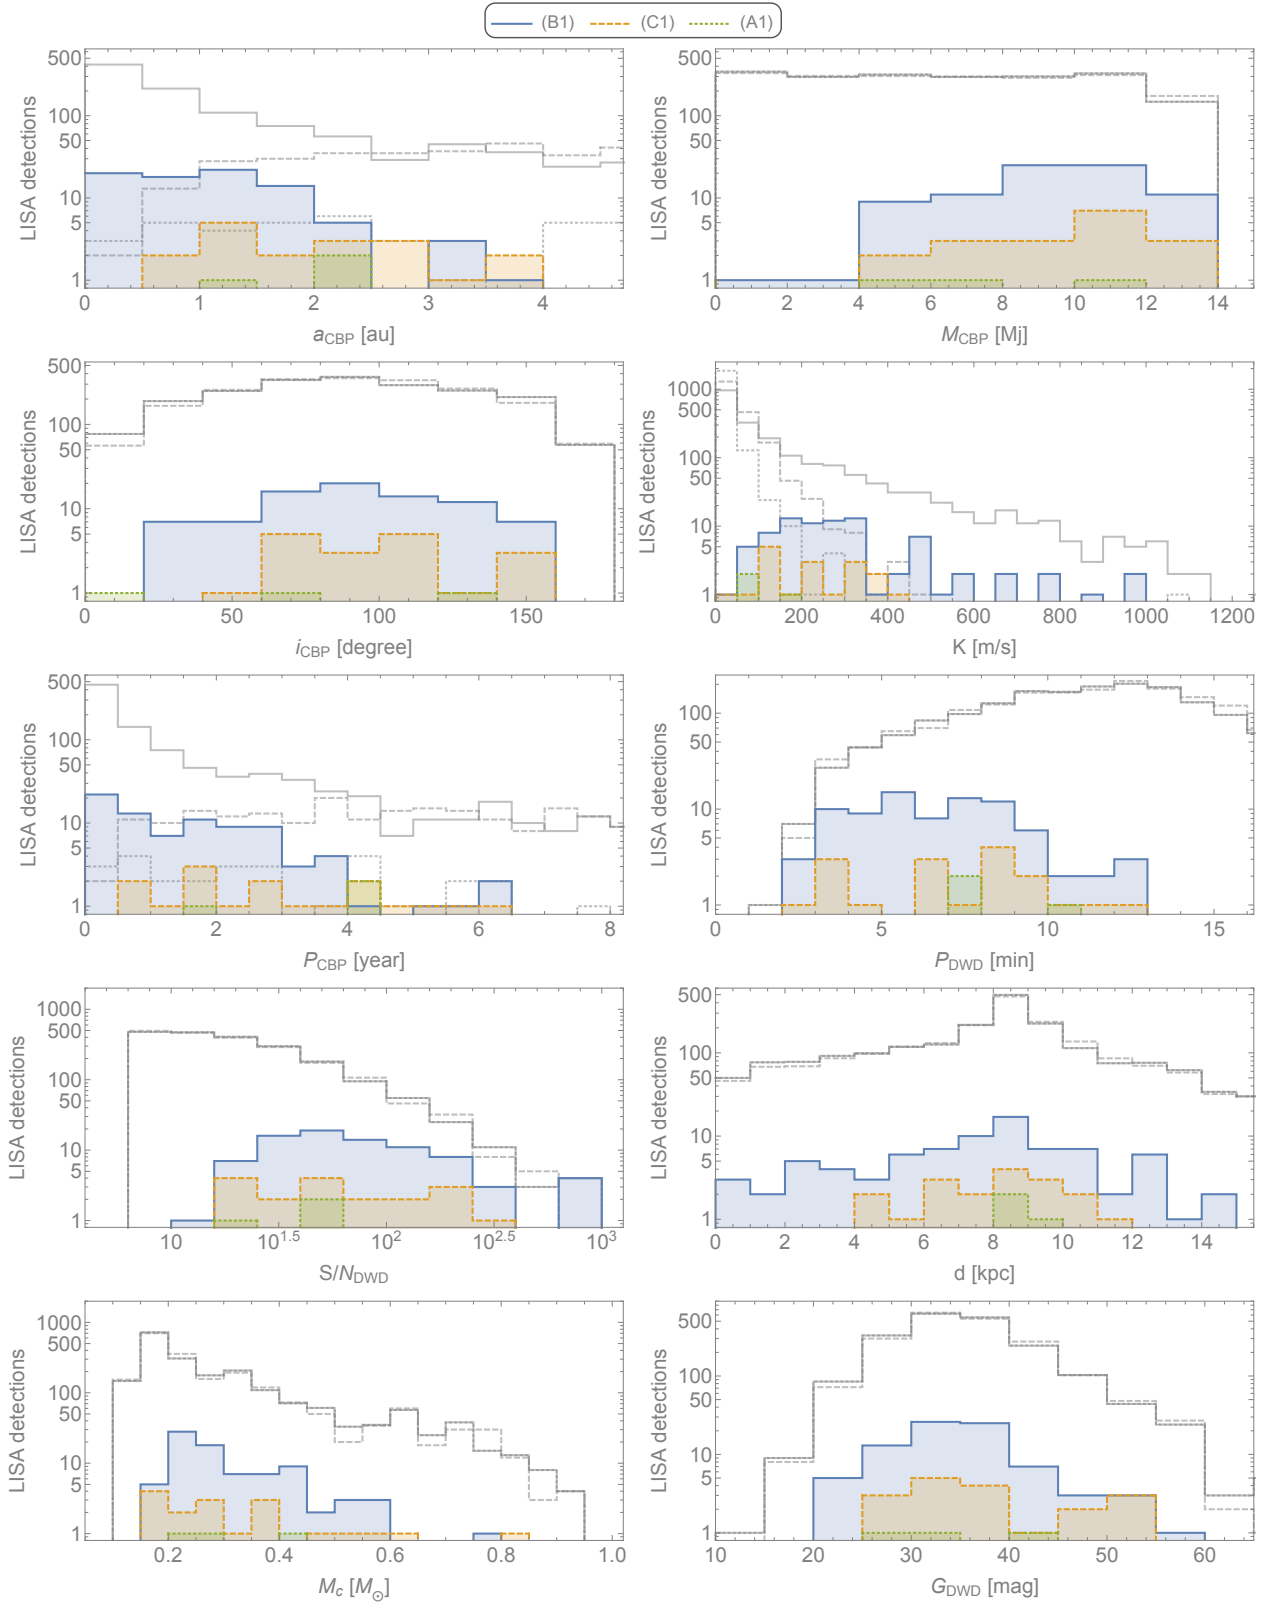 (B1) (C1) (A1)
500
100
50
10
5
1
LISA detections
0 1 2 3 4
a_CBP [au]
500
100
50
10
5
1
LISA detections
0 2 4 6 8 10 12 14
M_CBP [Mj]
500
100
50
10
5
1
LISA detections
50 100 150
i_CBP [degree]
1000
500
100
50
10
5
1
LISA detections
0 200 400 600 800 1000 1200
K [m/s]
500
100
50
10
5
1
LISA detections
0 2 4 6 8
P_CBP [year]
100
50
10
5
1
LISA detections
0 5 10 15
P_DWD [min]
1000
500
100
50
10
5
1
LISA detections
10 10^1.5 10^2 10^2.5 10^3
S/N_DWD
500
100
50
10
5
1
LISA detections
0 2 4 6 8 10 12 14
d [kpc]
1000
500
100
50
10
5
1
LISA detections
0.2 0.4 0.6 0.8 1.0
M_c [M_⊙]
500
100
50
10
5
1
LISA detections
10 20 30 40 50 60
G_DWD [mag]